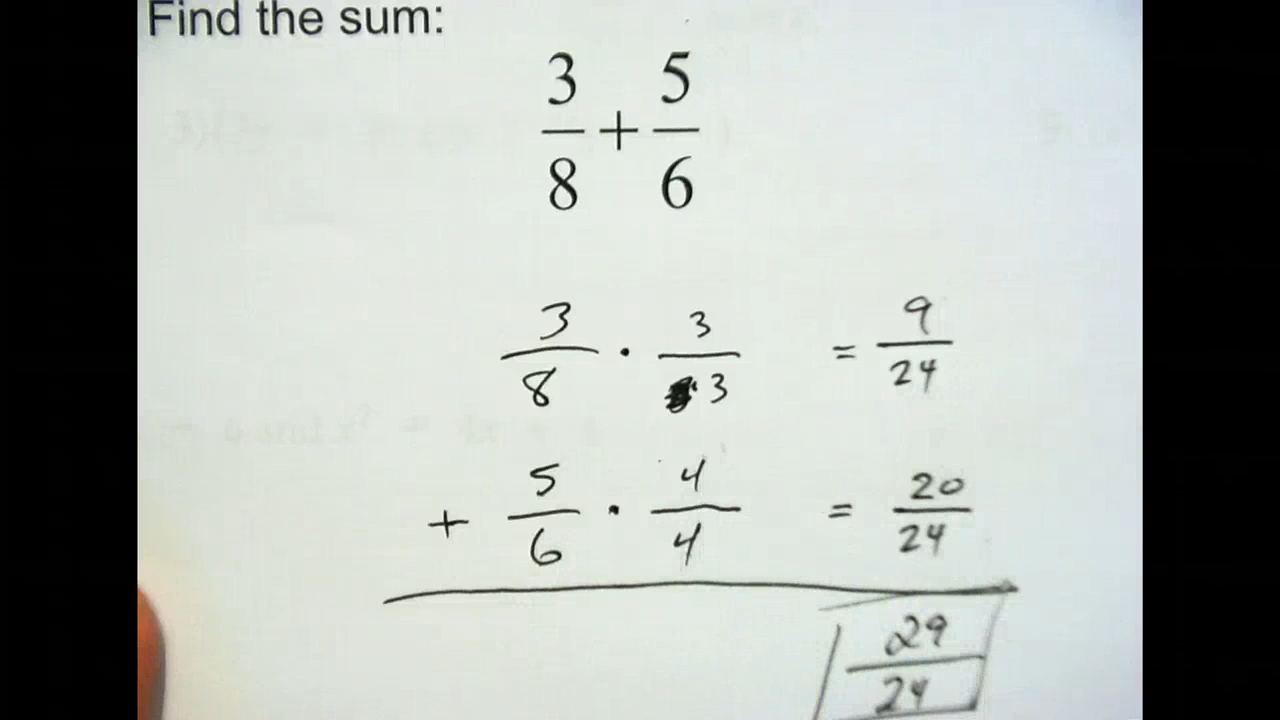 Find the sum:
3/8 + 5/6
3/8 · 3/3 = 9/24
+ 5/6 · 4/4 = 20/24
29/24